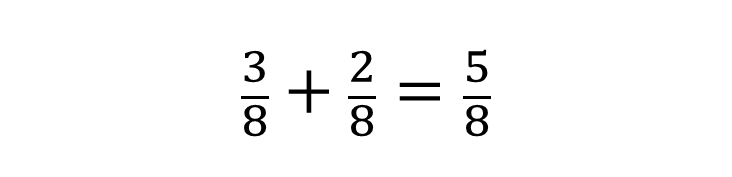 3/8 + 2/8 = 5/8